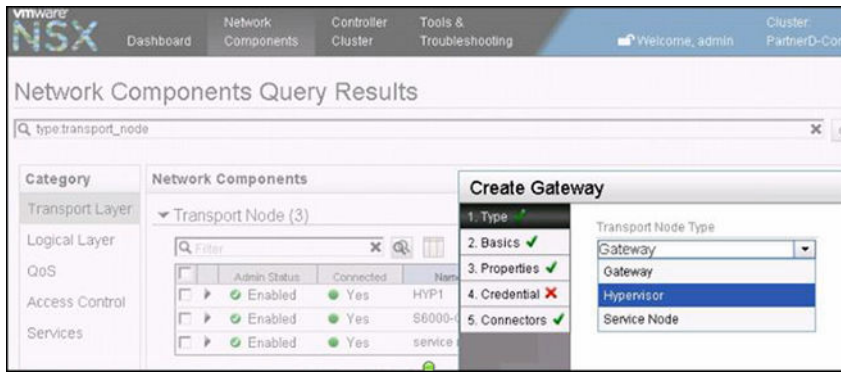 vmware
NSX
Dashboard
Network Components
Controller Cluster
Tools & Troubleshooting
Welcome, admin
Cluster:
Network Components Query Results
type:transport_node
Category
Transport Layer
Logical Layer
QoS
Access Control
Services
Network Components
Transport Node (3)
Filter
Admin Status Connected
Enabled Yes HYP1
Enabled Yes
Enabled Yes service
Create Gateway
1. Type
2. Basics
3. Properties
4. Credential
5. Connectors
Transport Node Type
Gateway
Gateway
Hypervisor
Service Node